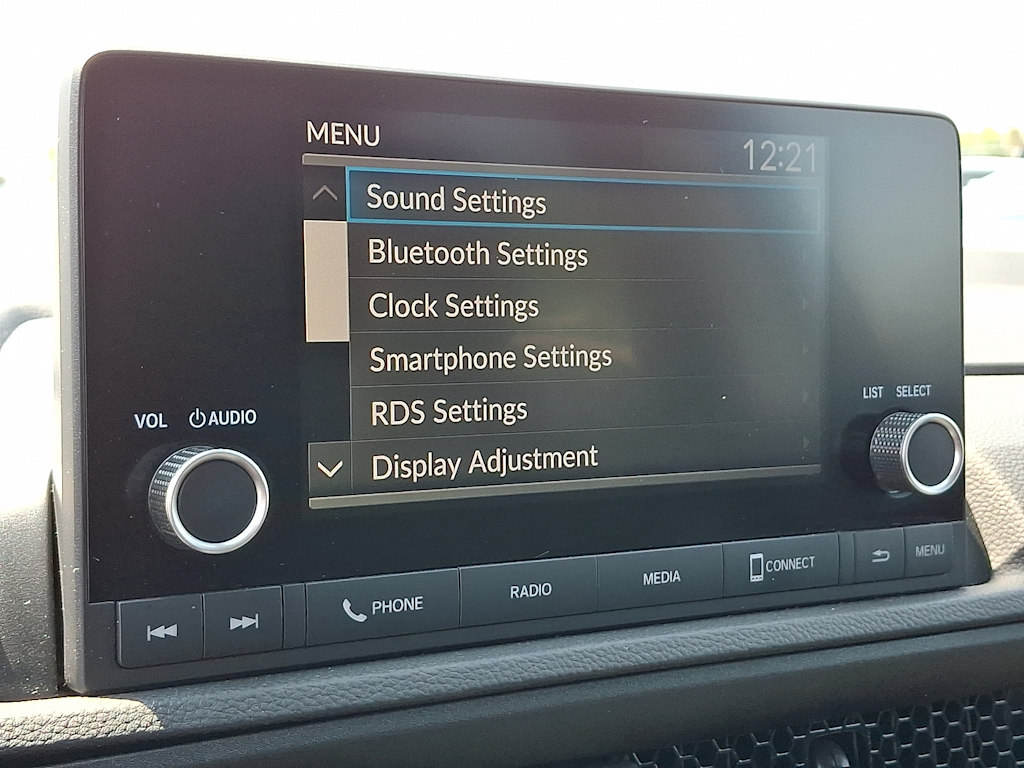 MENU
12:21
Sound Settings
Bluetooth Settings
Clock Settings
Smartphone Settings
RDS Settings
Display Adjustment
VOL AUDIO
LIST SELECT
PHONE
RADIO
MEDIA
CONNECT
MENU